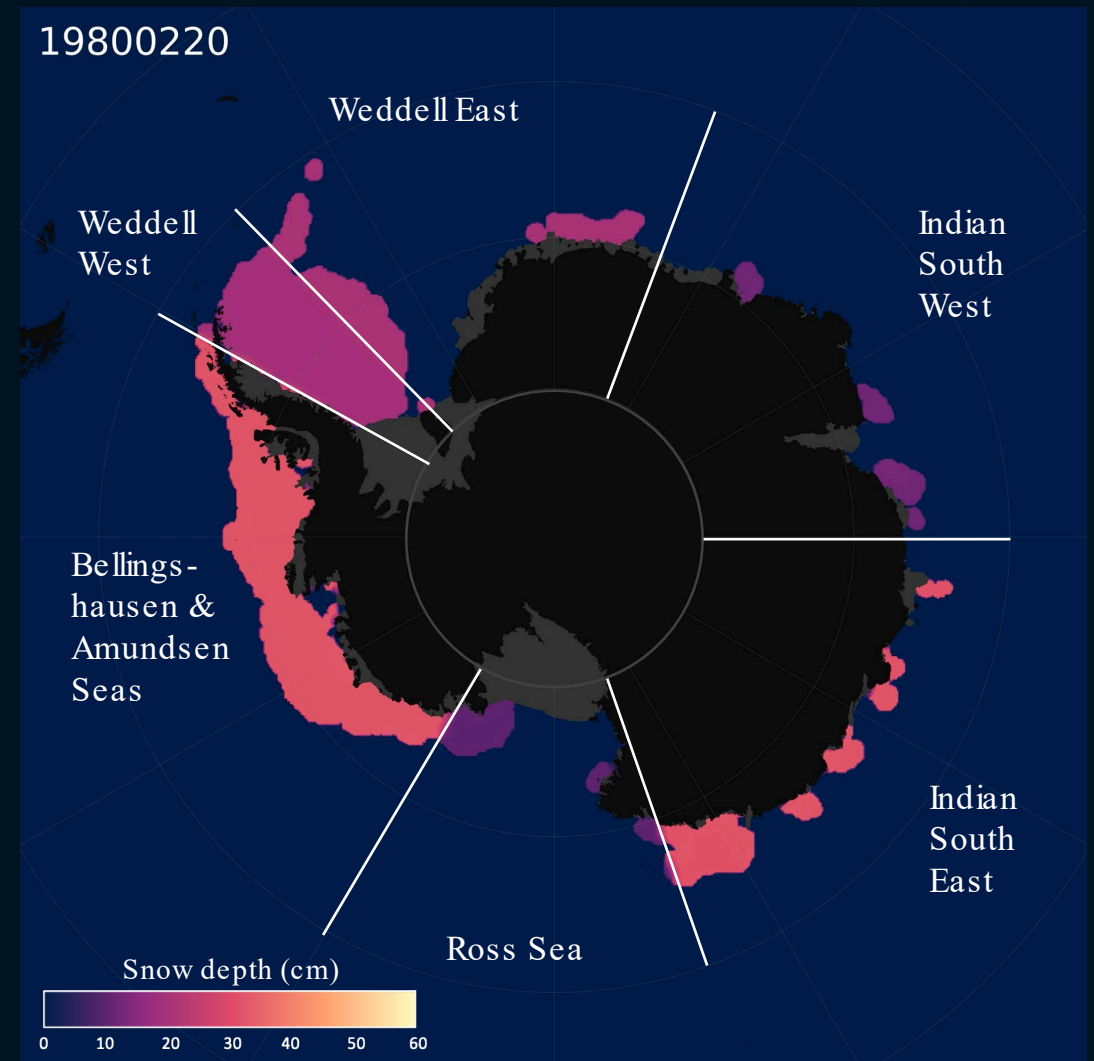 19800220
Weddell East
Weddell
West
Indian
South
West
Bellings-
hausen &
Amundsen
Seas
Indian
South
East
Ross Sea
Snow depth (cm)
0 10 20 30 40 50 60